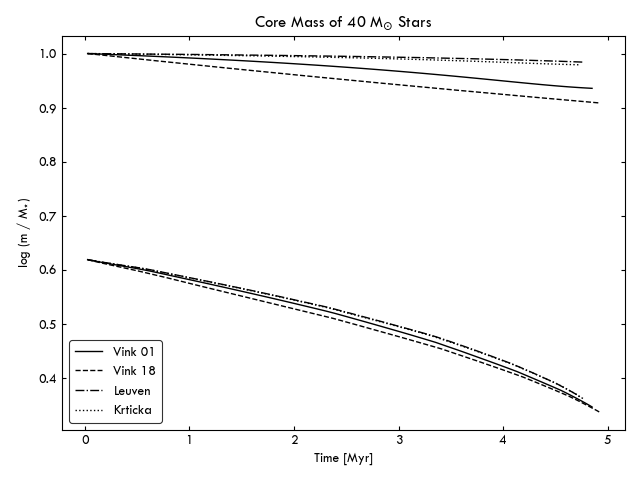 Core Mass of 40 M⊙ Stars
log (m / M*)
1.0
0.9
0.8
0.7
0.6
0.5
0.4
Vink 01
Vink 18
Leuven
Krticka
0 1 2 3 4 5
Time [Myr]